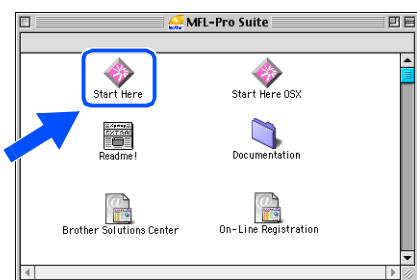 MFL-Pro Suite
Start Here
Start Here OSX
Readme!
Documentation
Brother Solutions Center
On-Line Registration